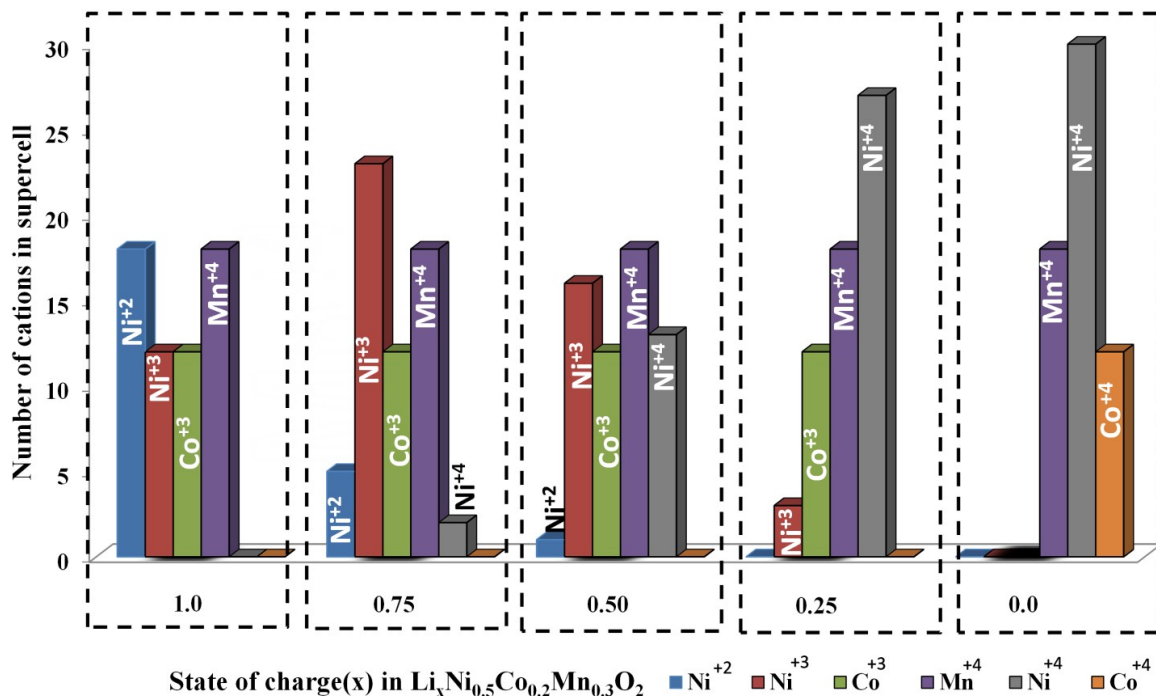 Number of cations in supercell
30
25
20
15
10
5
0
Ni+2
Ni+3
Co+3
Mn+4
Ni+2
Ni+3
Co+3
Mn+4
Ni+4
Ni+2
Ni+3
Co+3
Mn+4
Ni+4
Ni+3
Co+3
Mn+4
Ni+4
Mn+4
Ni+4
Co+4
1.0 0.75 0.50 0.25 0.0
State of charge(x) in LixNi0.5Co0.2Mn0.3O2 Ni+2 Ni+3 Co+3 Mn+4 Ni+4 Co+4